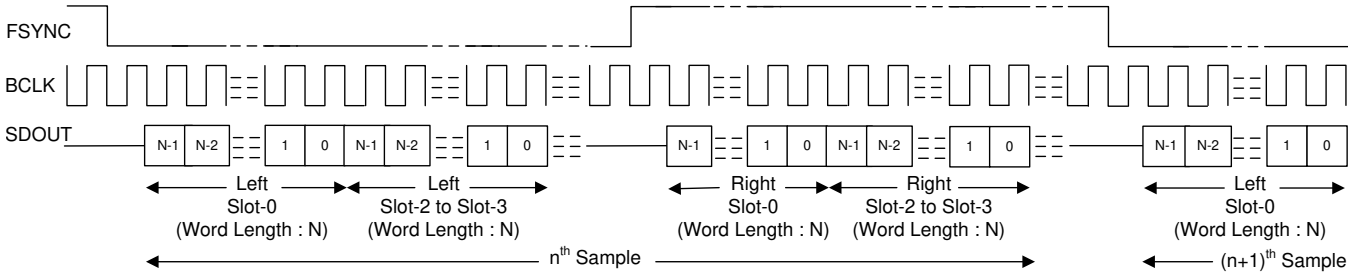 FSYNC
BCLK
SDOUT
N-1 N-2 1 0 N-1 N-2 1 0 N-1 1 0 N-1 N-2 1 0 N-1 N-2 1 0
Left Left Right Right Left
Slot-0 Slot-2 to Slot-3 Slot-0 Slot-2 to Slot-3 Slot-0
(Word Length : N) (Word Length : N) (Word Length : N) (Word Length : N) (Word Length : N)
nth Sample (n+1)th Sample